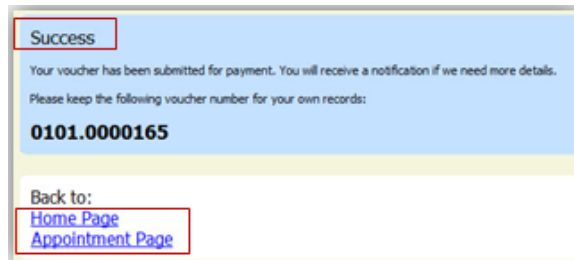 Success
Your voucher has been submitted for payment. You will receive a notification if we need more details.
Please keep the following voucher number for your own records:
0101.0000165
Back to:
Home Page
Appointment Page